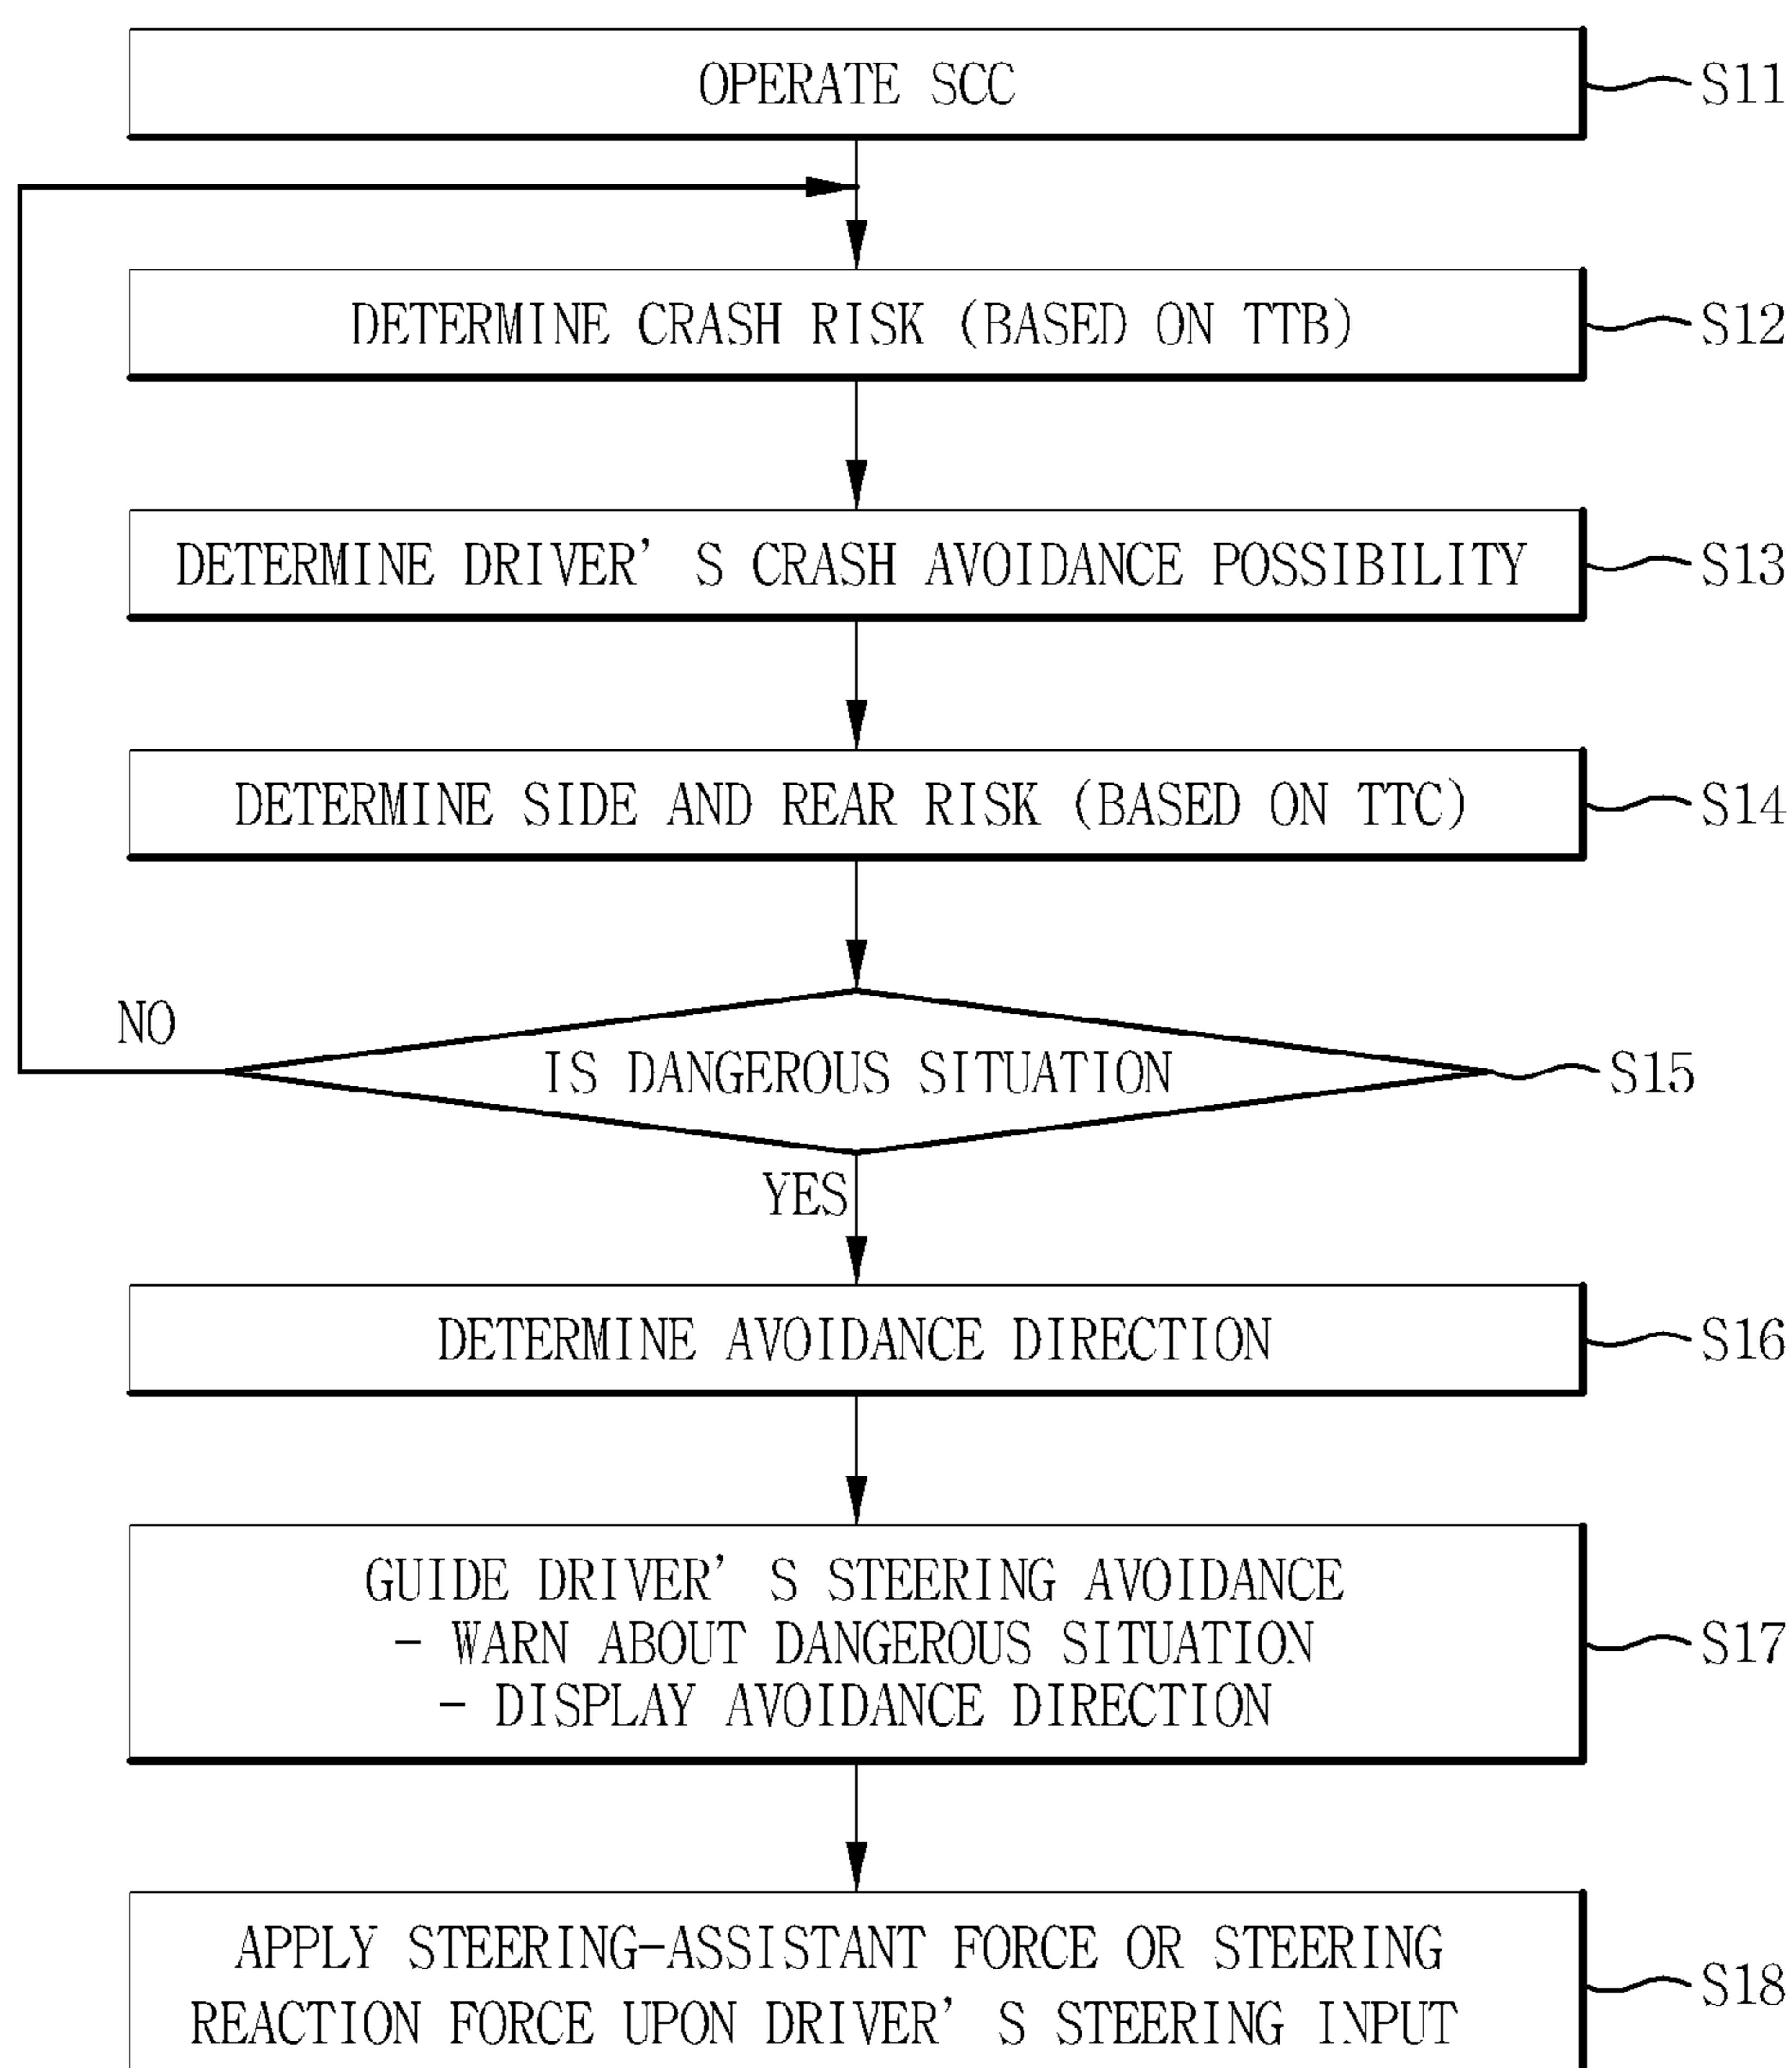 OPERATE SCC
S11
DETERMINE CRASH RISK (BASED ON TTB)
S12
DETERMINE DRIVER'S CRASH AVOIDANCE POSSIBILITY
S13
DETERMINE SIDE AND REAR RISK (BASED ON TTC)
S14
NO
IS DANGEROUS SITUATION
S15
YES
DETERMINE AVOIDANCE DIRECTION
S16
GUIDE DRIVER'S STEERING AVOIDANCE
- WARN ABOUT DANGEROUS SITUATION
- DISPLAY AVOIDANCE DIRECTION
S17
APPLY STEERING-ASSISTANT FORCE OR STEERING
REACTION FORCE UPON DRIVER'S STEERING INPUT
S18